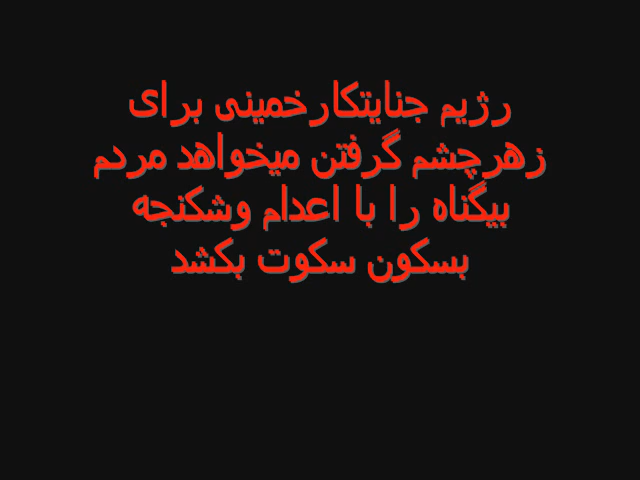 رژیم جنایتکارخمینی برای
زهرچشم گرفتن میخواهد مردم
بیگناه را با اعدام وشکنجه
بسکون سکوت بکشد